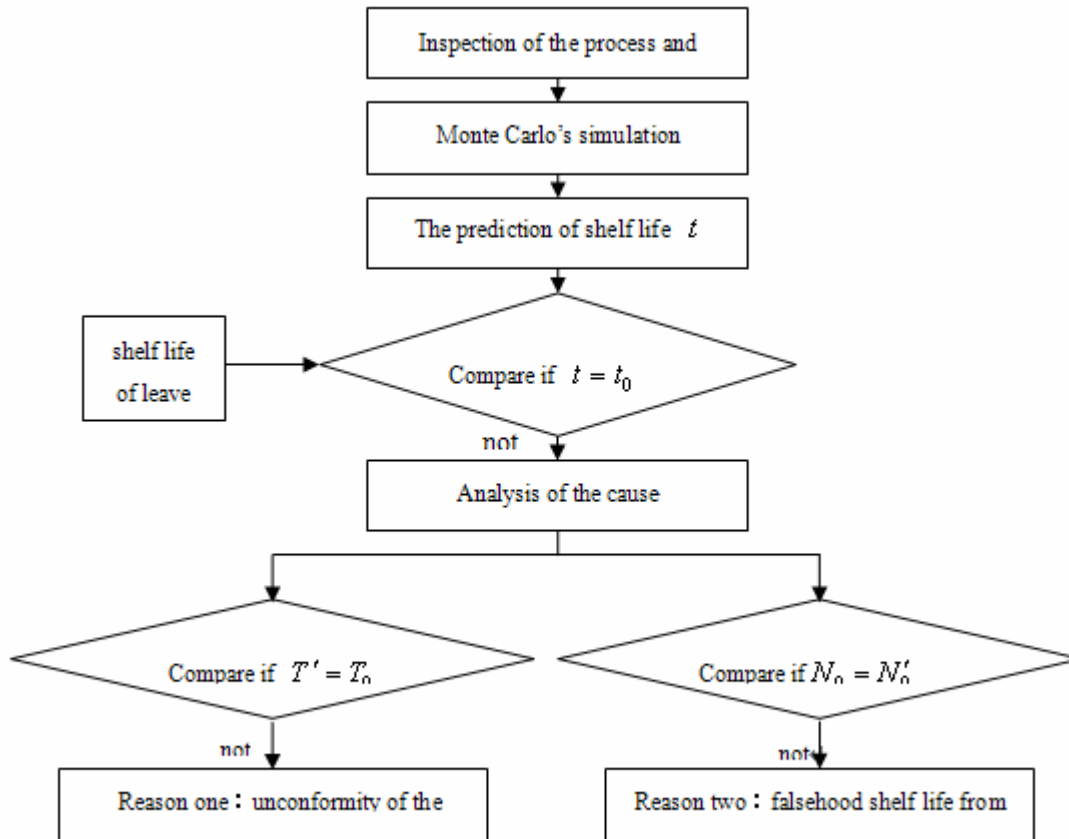 Inspection of the process and
Monte Carlo's simulation
The prediction of shelf life t
shelf life
of leave
Compare if t = t₀
not
Analysis of the cause
Compare if T' = T₀
Compare if N₀ = N₀'
not
not
Reason one：unconformity of the
Reason two：falsehood shelf life from